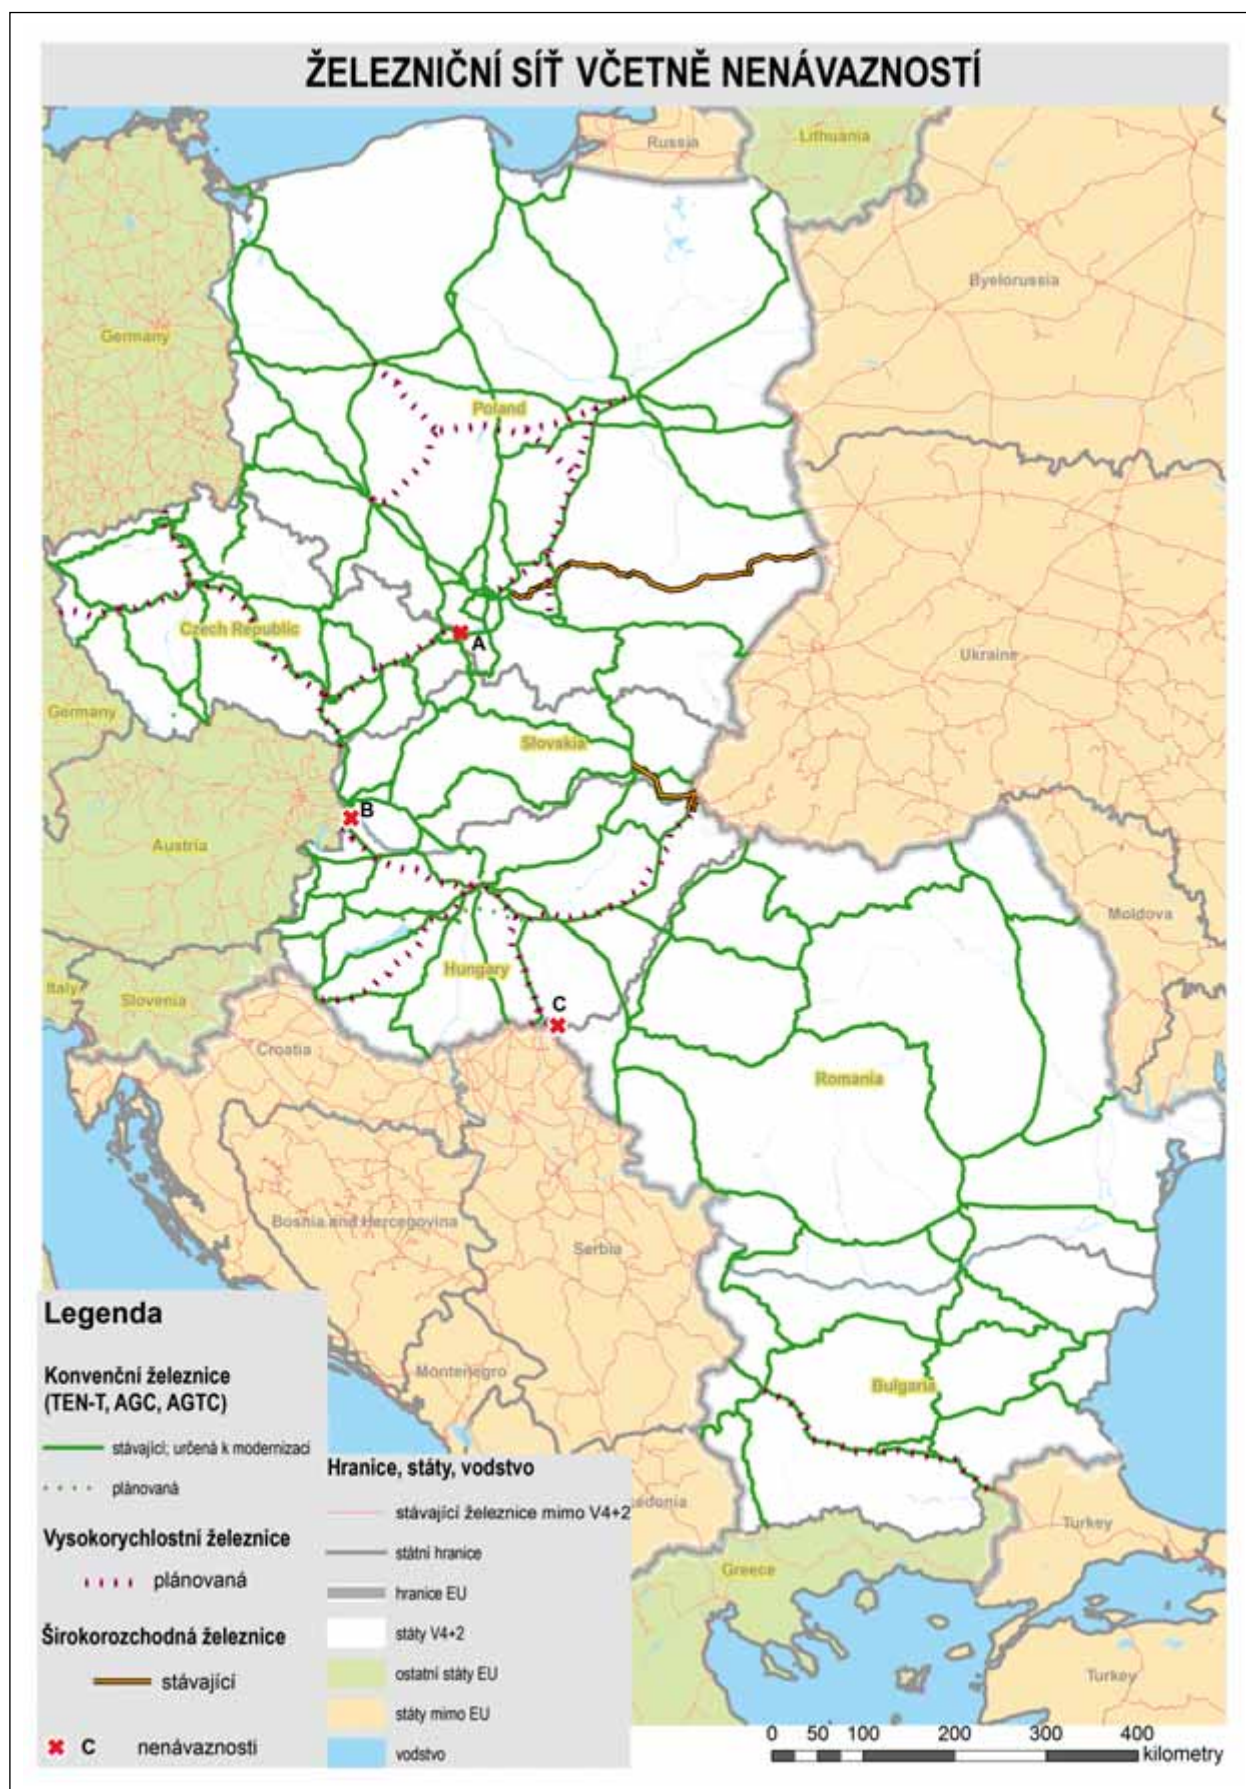 ŽELEZNIČNÍ SÍŤ VČETNĚ NENÁVAZNOSTÍ
Russia
Lithuania
Byelorussia
Germany
Poland
Czech Republic
A
Ukraine
Germany
Slovakia
B
Austria
Moldova
Hungary
Italy
Slovenia
C
Croatia
Romania
Bosnia and Hercegovina
Serbia
Montenegro
Bulgaria
edonia
Turkey
Greece
Turkey
Legenda
Konvenční železnice
(TEN-T, AGC, AGTC)
stávající; určená k modernizaci
plánovaná
Vysokorychlostní železnice
plánovaná
Širokorozchodná železnice
stávající
C nenávaznosti
Hranice, státy, vodstvo
stávající železnice mimo V4+2
státní hranice
hranice EU
státy V4+2
ostatní státy EU
státy mimo EU
vodstvo
0 50 100 200 300 400
kilometry